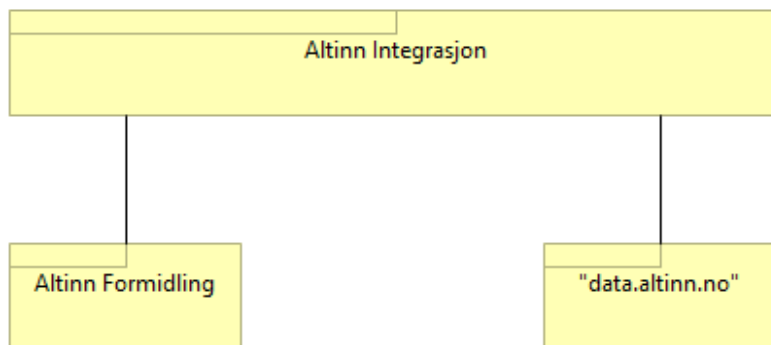 Altinn Integrasjon
Altinn Formidling
"data.altinn.no"